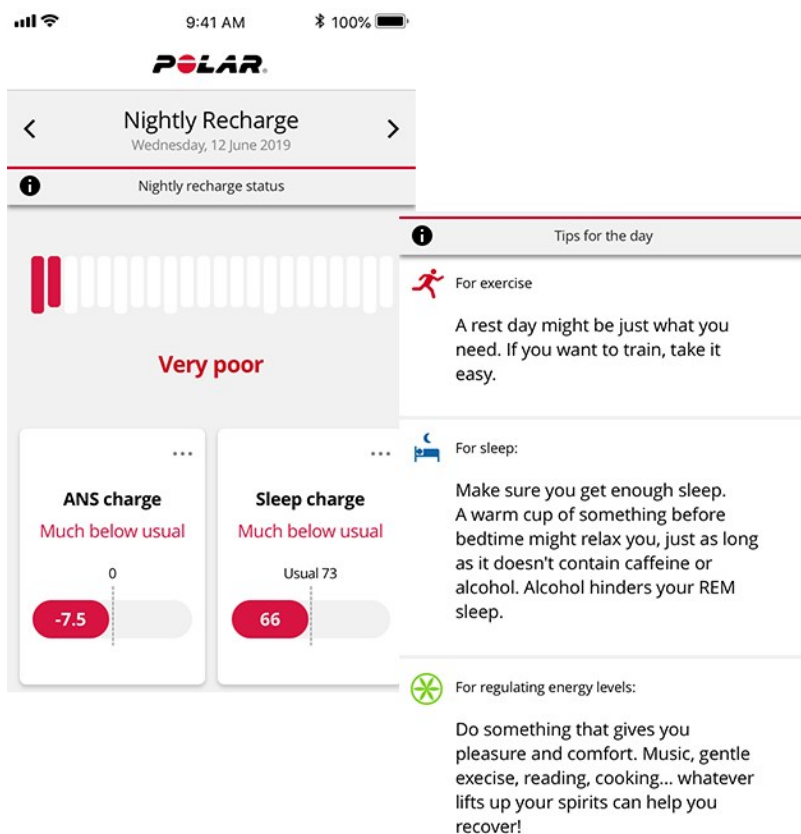 9:41 AM
100%
POLAR
Nightly Recharge
Wednesday, 12 June 2019
Nightly recharge status
Very poor
ANS charge
Much below usual
0
-7.5
Sleep charge
Much below usual
Usual 73
66
Tips for the day
For exercise
A rest day might be just what you
need. If you want to train, take it
easy.
For sleep:
Make sure you get enough sleep.
A warm cup of something before
bedtime might relax you, just as long
as it doesn't contain caffeine or
alcohol. Alcohol hinders your REM
sleep.
For regulating energy levels:
Do something that gives you
pleasure and comfort. Music, gentle
execise, reading, cooking... whatever
lifts up your spirits can help you
recover!